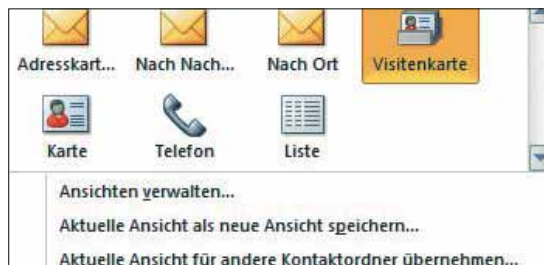 Adresskart... Nach Nach... Nach Ort Visitenkarte
Karte Telefon Liste
Ansichten verwalten...
Aktuelle Ansicht als neue Ansicht speichern...
Aktuelle Ansicht für andere Kontaktordner übernehmen...